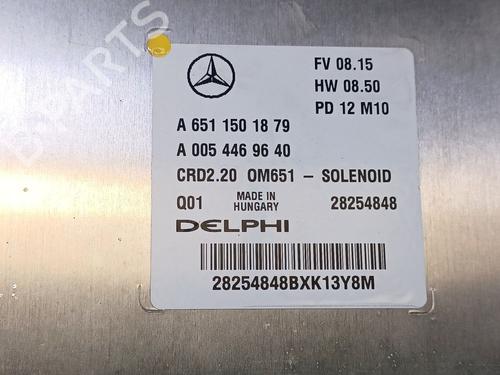 FV 08.15
HW 08.50
PD 12 M10
A 651 150 18 79
A 005 446 96 40
CRD2.20 OM651 - SOLENOID
Q01 MADE IN HUNGARY 28254848
DELPHI
28254848BXK13Y8M